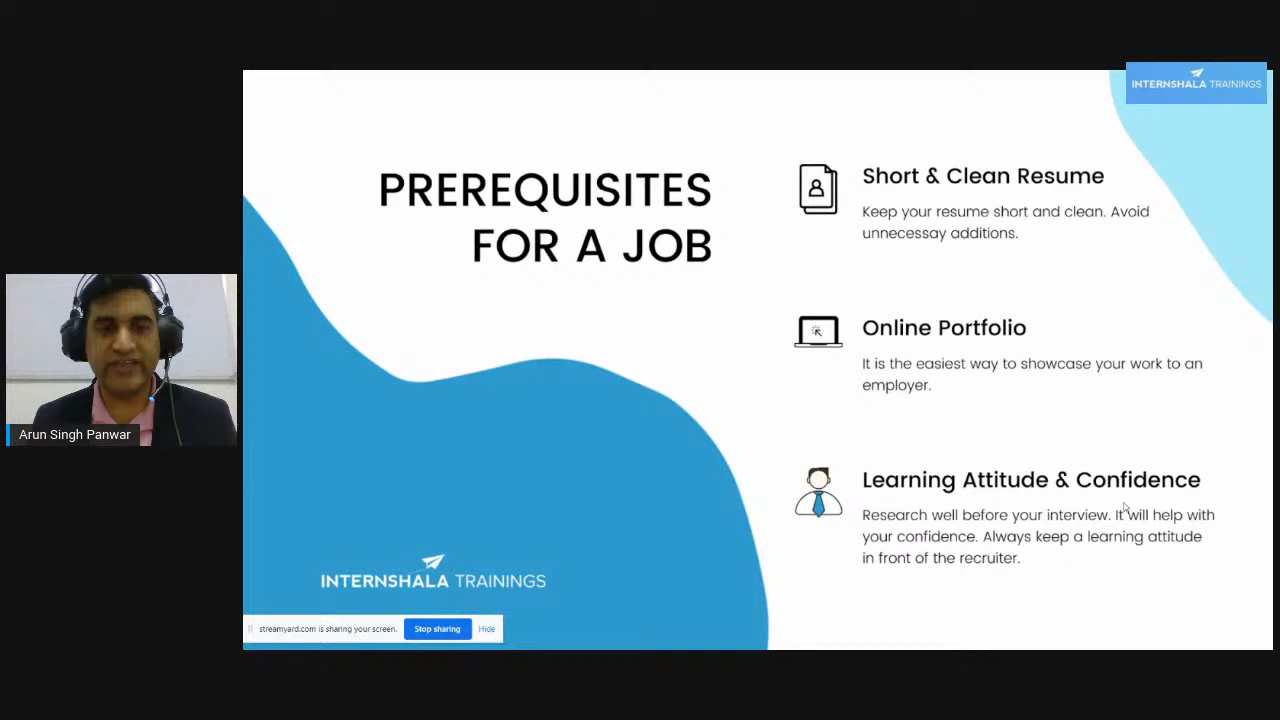 INTERNSHALA TRAININGS
PREREQUISITES
FOR A JOB
Short & Clean Resume
Keep your resume short and clean. Avoid
unnecessay additions.
Online Portfolio
It is the easiest way to showcase your work to an
employer.
Learning Attitude & Confidence
Research well before your interview. It will help with
your confidence. Always keep a learning attitude
in front of the recruiter.
Arun Singh Panwar
INTERNSHALA TRAININGS
streamyard.com is sharing your screen. Stop sharing Hide